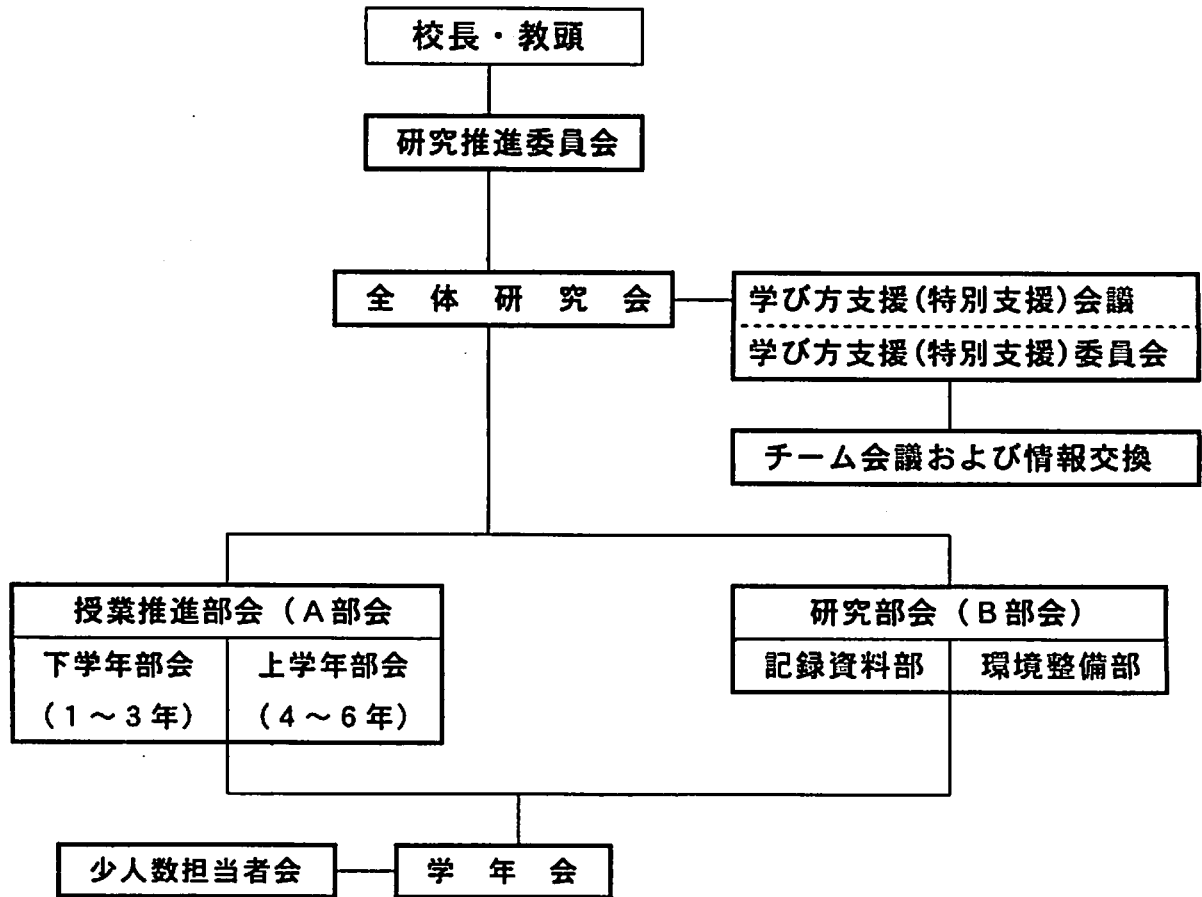 校長・教頭
研究推進委員会
全体研究会
学び方支援(特別支援)会議
学び方支援(特別支援)委員会
チーム会議および情報交換
授業推進部会(A部会
下学年部会
(1～3年)
上学年部会
(4～6年)
研究部会(B部会)
記録資料部
環境整備部
少人数担当者会
学年会